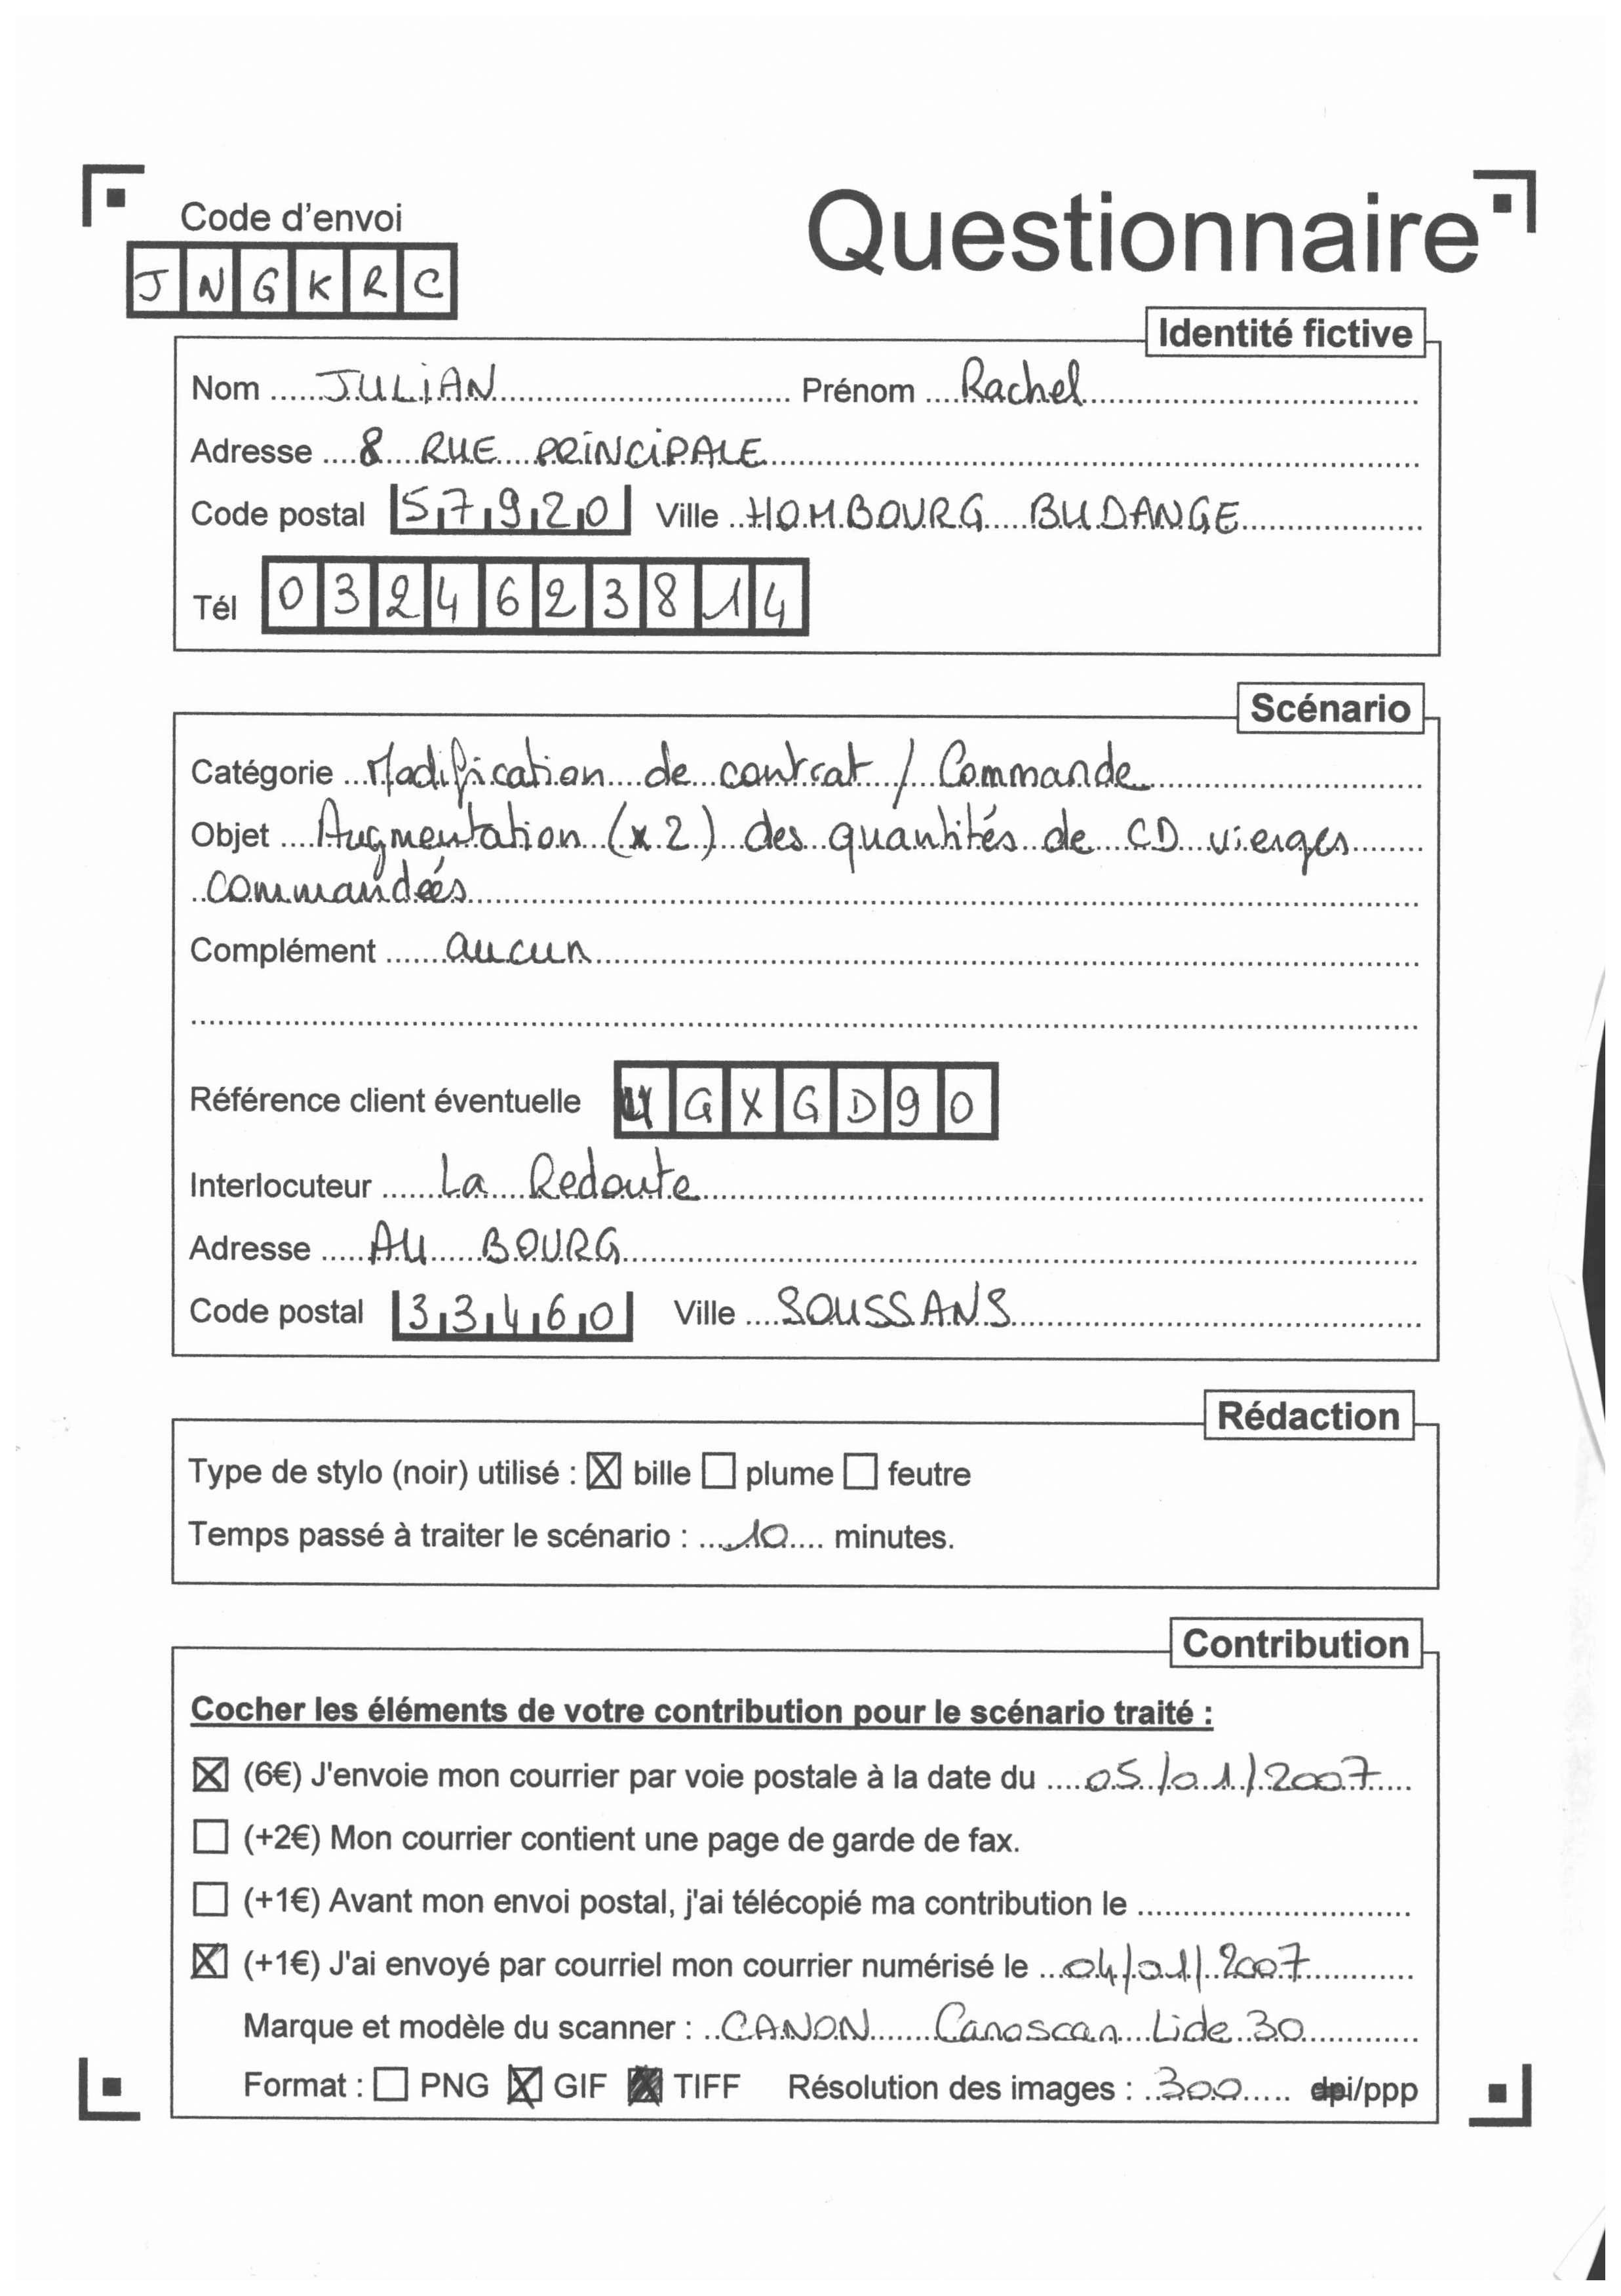 Code d'envoi
JNGKRC
Questionnaire
Identité fictive
Nom JULIAN Prénom Rachel
Adresse 8 RUE PRINCIPALE
Code postal 57920 Ville HOMBOURG BUDANGE
Tél 0324623814
Scénario
Catégorie Modification de contrat / Commande
Objet Augmentation (x2) des quantités de CD vierges
commandées
Complément aucun
Référence client éventuelle UGXGD90
Interlocuteur La Redoute
Adresse AU BOURG
Code postal 33460 Ville SOUSSANS
Rédaction
Type de stylo (noir) utilisé : ☒ bille ☐ plume ☐ feutre
Temps passé à traiter le scénario : 10 minutes.
Contribution
Cocher les éléments de votre contribution pour le scénario traité :
☒ (6€) J'envoie mon courrier par voie postale à la date du 05/01/2007
☐ (+2€) Mon courrier contient une page de garde de fax.
☐ (+1€) Avant mon envoi postal, j'ai télécopié ma contribution le
☒ (+1€) J'ai envoyé par courriel mon courrier numérisé le 04/01/2007
Marque et modèle du scanner : CANON Canoscan Lide 30
Format : ☐ PNG ☒ GIF ☒ TIFF Résolution des images : 300 dpi/ppp